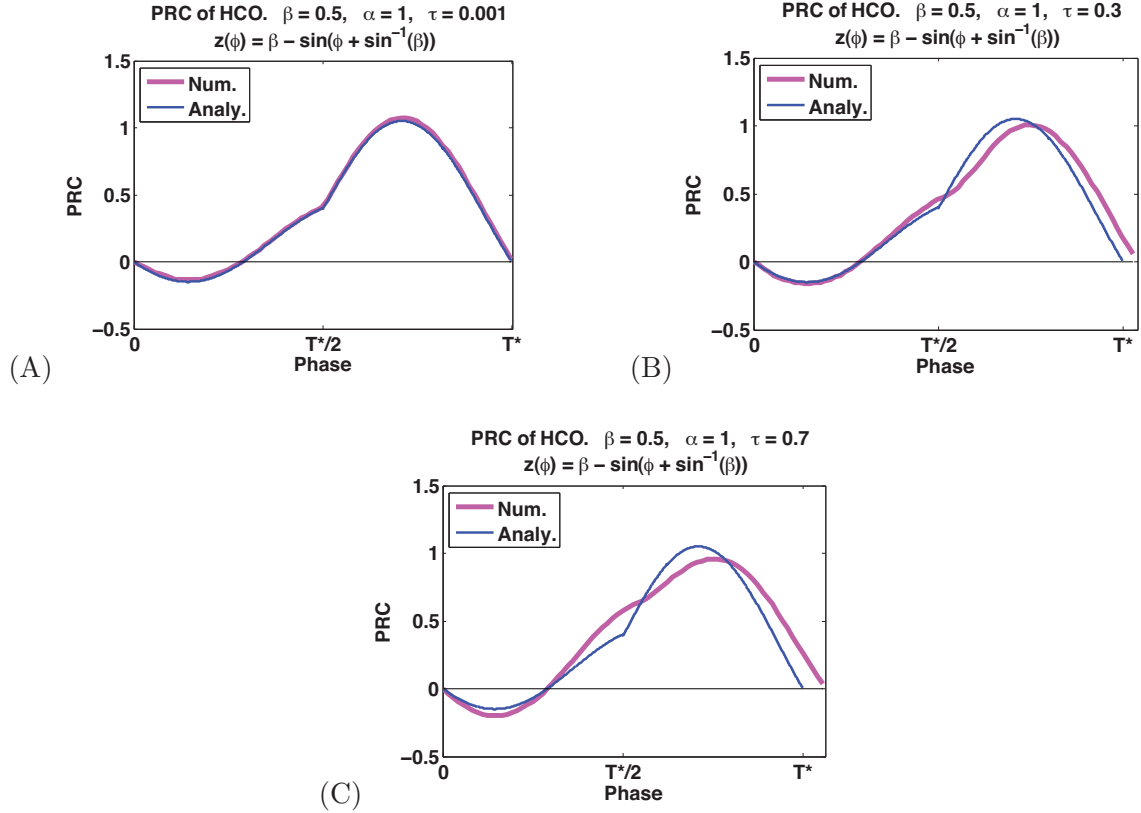 PRC of HCO.   β = 0.5,   α = 1,   τ = 0.001
z(ϕ) = β − sin(ϕ + sin⁻¹(β))
1.5
1
0.5
0
−0.5
PRC
Num.
Analy.
0
T*/2
T*
Phase
(A)
PRC of HCO.   β = 0.5,   α = 1,   τ = 0.3
z(ϕ) = β − sin(ϕ + sin⁻¹(β))
1.5
1
0.5
0
−0.5
PRC
Num.
Analy.
0
T*/2
T*
Phase
(B)
PRC of HCO.   β = 0.5,   α = 1,   τ = 0.7
z(ϕ) = β − sin(ϕ + sin⁻¹(β))
1.5
1
0.5
0
−0.5
PRC
Num.
Analy.
0
T*/2
T*
Phase
(C)